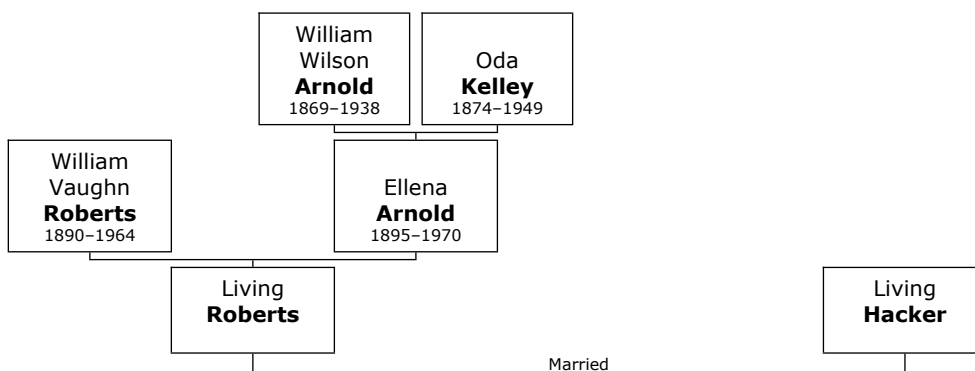 William
Wilson
Arnold
1869–1938
Oda
Kelley
1874–1949
William
Vaughn
Roberts
1890–1964
Ellena
Arnold
1895–1970
Living
Roberts
Living
Hacker
Married